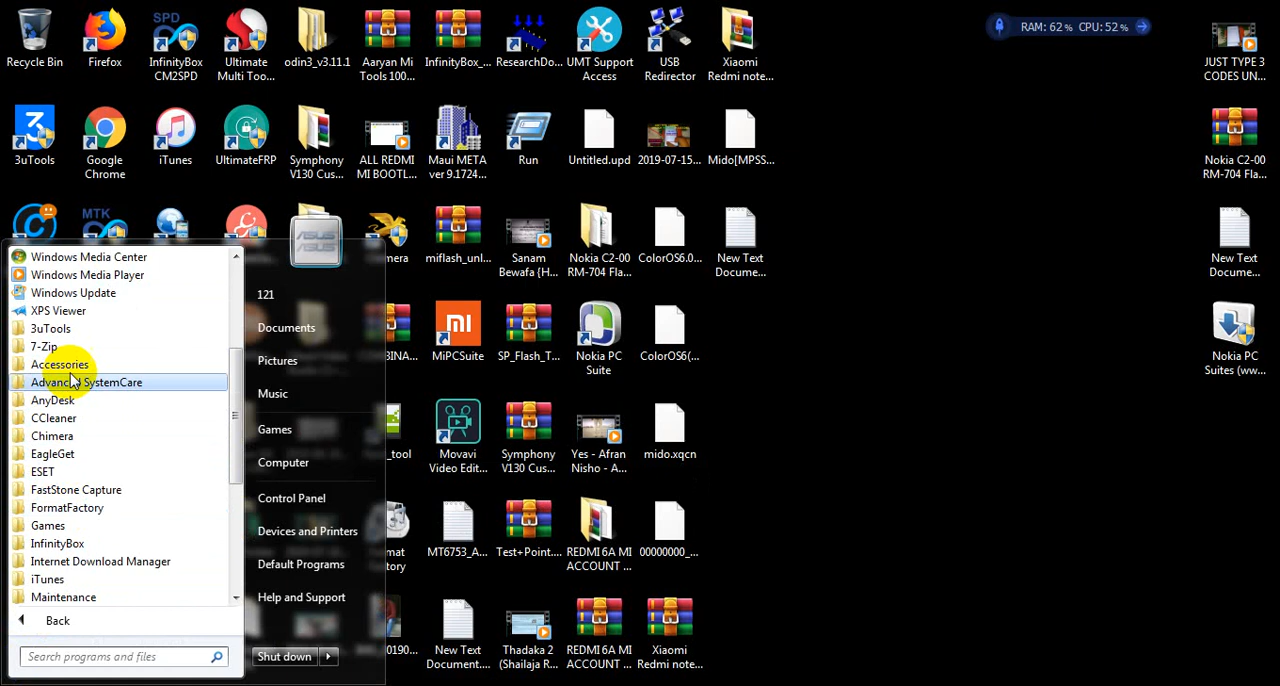 Recycle Bin
Firefox
InfinityBox
CM2SPD
Ultimate
Multi Too...
odin3_v3.11.1
Aaryan Mi
Tools 100...
InfinityBox_...
ResearchDo...
UMT Support
Access
USB
Redirector
Xiaomi
Redmi note...
RAM: 62% CPU: 52%
JUST TYPE 3
CODES UN...
3uTools
Google
Chrome
iTunes
UltimateFRP
Symphony
V130 Cus...
ALL REDMI
MI BOOTL...
Maui META
ver 9.1724...
Run
Untitled.upd
2019-07-15...
Mido[MPSS...
Nokia C2-00
RM-704 Fla...
SPD
MTK
ASUS
miflash_unl...
Sanam
Bewafa {H...
Nokia C2-00
RM-704 Fla...
ColorOS6.0...
New Text
Docume...
New Text
Docume...
MiPCSuite
SP_Flash_T...
Nokia PC
Suite
ColorOS6(...
Nokia PC
Suites (ww...
_tool
Movavi
Video Edit...
Symphony
V130 Cus...
Yes - Afran
Nisho - A...
mido.xqcn
MT6753_A...
Test+Point....
REDMI 6A MI
ACCOUNT ...
00000000_...
New Text
Document....
Thadaka 2
(Shailaja R...
REDMI 6A MI
ACCOUNT ...
Xiaomi
Redmi note...
Windows Media Center
Windows Media Player
Windows Update
XPS Viewer
3uTools
7-Zip
Accessories
Advanced SystemCare
AnyDesk
CCleaner
Chimera
EagleGet
ESET
FastStone Capture
FormatFactory
Games
InfinityBox
Internet Download Manager
iTunes
Maintenance
Back
Search programs and files
121
Documents
Pictures
Music
Games
Computer
Control Panel
Devices and Printers
Default Programs
Help and Support
Shut down